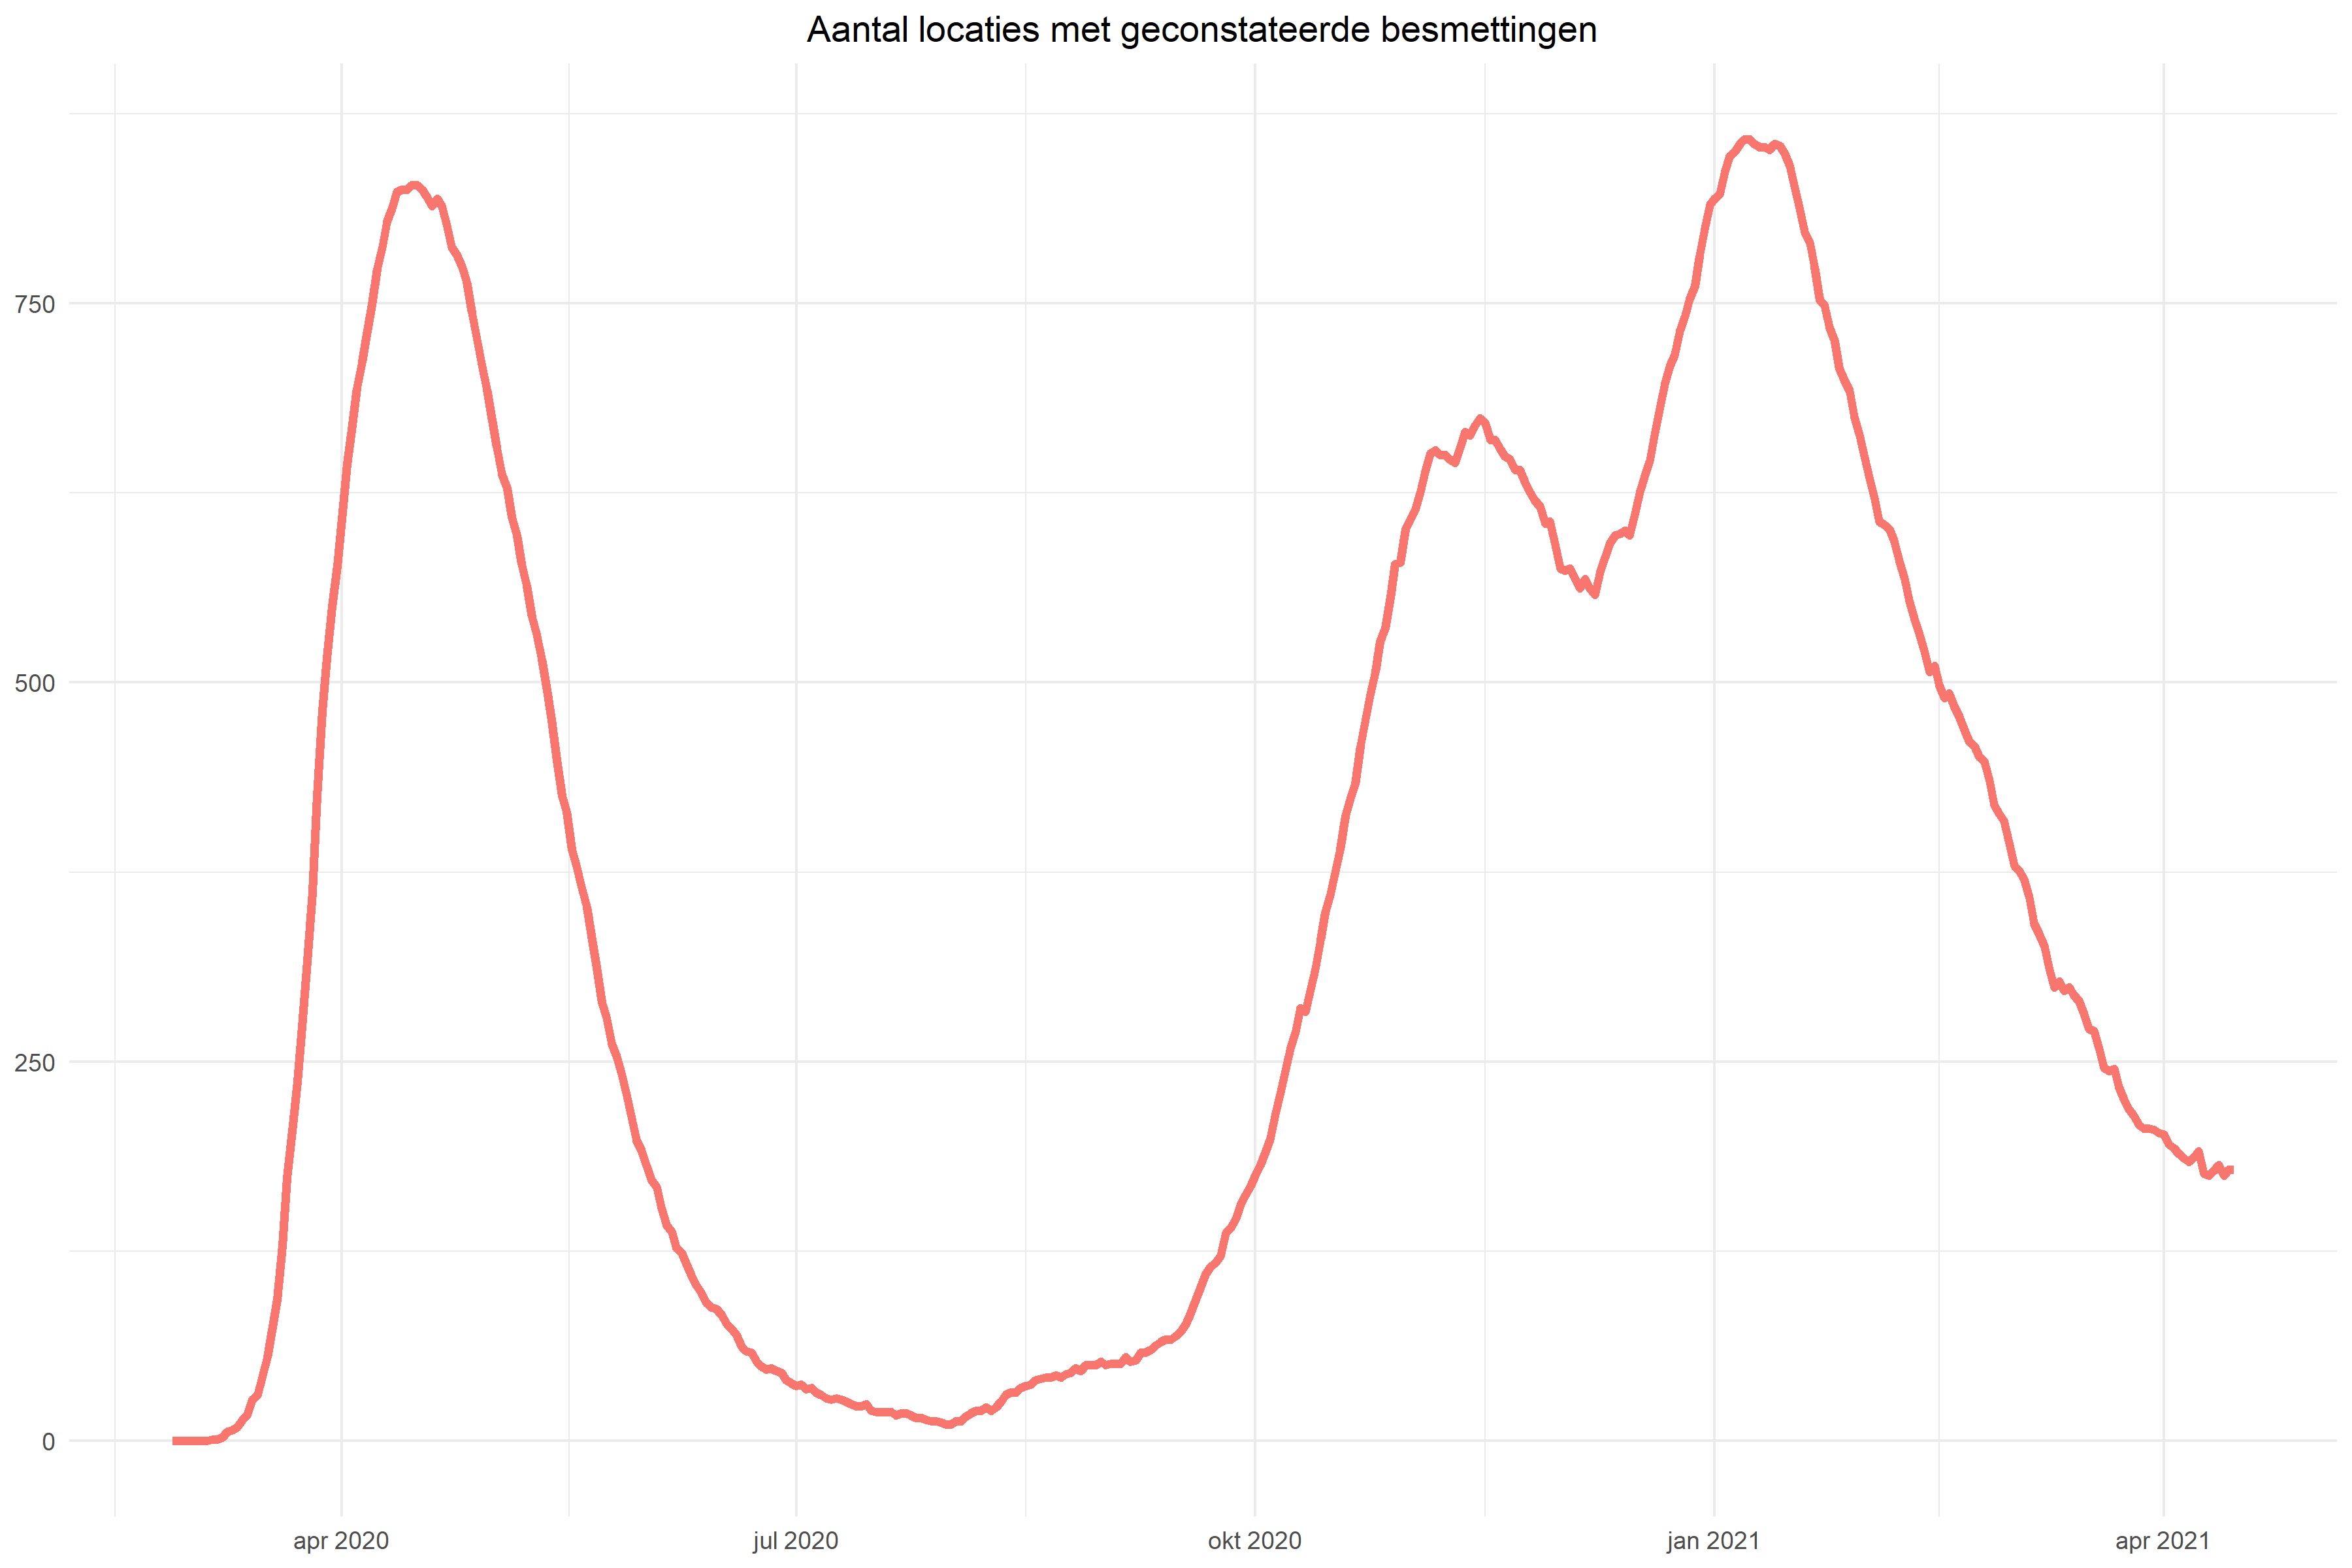 Aantal locaties met geconstateerde besmettingen
750
500
250
0
apr 2020
jul 2020
okt 2020
jan 2021
apr 2021